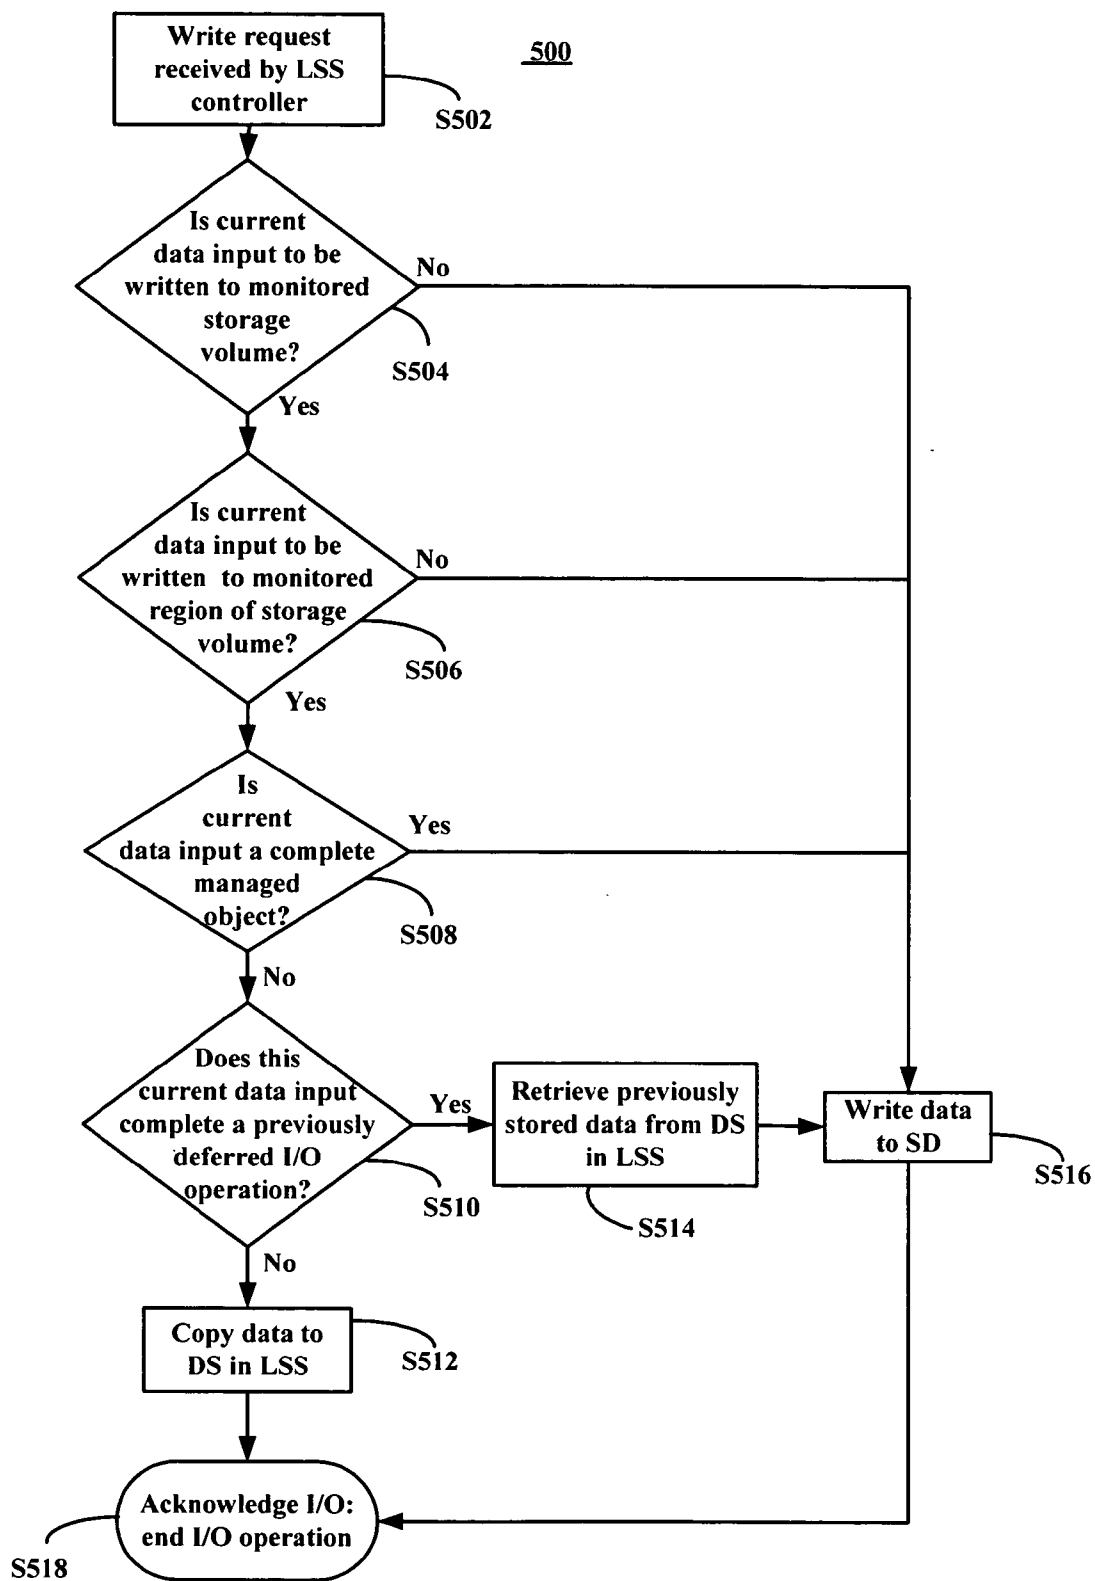 Write request
received by LSS
controller
500
S502
Is current
data input to be
written to monitored
storage
volume?
No
S504
Yes
Is current
data input to be
written to monitored
region of storage
volume?
No
S506
Yes
Is
current
data input a complete
managed
object?
Yes
S508
No
Does this
current data input
complete a previously
deferred I/O
operation?
Yes
S510
Retrieve previously
stored data from DS
in LSS
S514
Write data
to SD
S516
No
Copy data to
DS in LSS
S512
Acknowledge I/O:
end I/O operation
S518